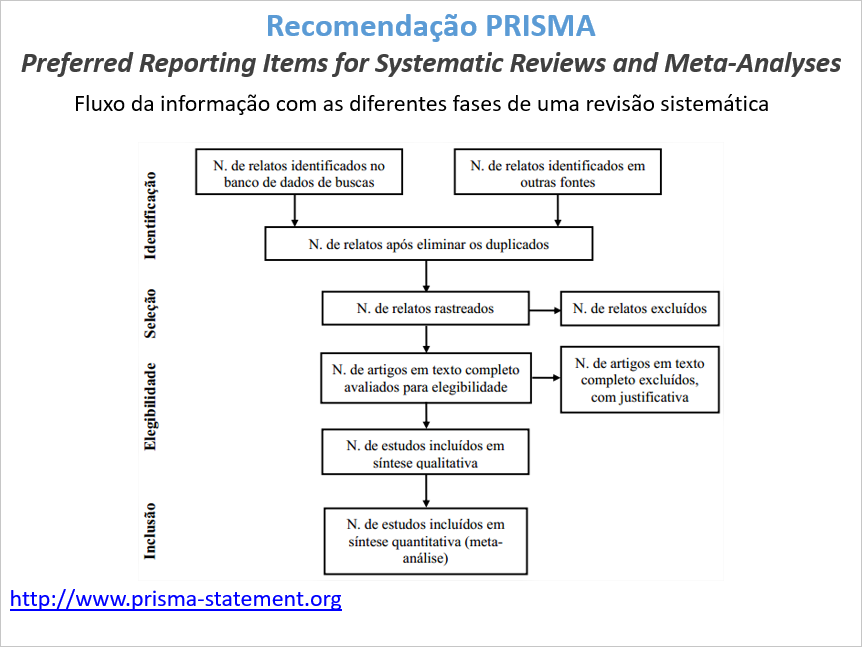 Recomendação PRISMA
Preferred Reporting Items for Systematic Reviews and Meta-Analyses
Fluxo da informação com as diferentes fases de uma revisão sistemática
Identificação
N. de relatos identificados no
banco de dados de buscas
N. de relatos identificados em
outras fontes
N. de relatos após eliminar os duplicados
Seleção
N. de relatos rastreados
N. de relatos excluídos
Elegibilidade
N. de artigos em texto completo
avaliados para elegibilidade
N. de artigos em texto
completo excluídos,
com justificativa
N. de estudos incluídos em
síntese qualitativa
Inclusão
N. de estudos incluídos em
síntese quantitativa (meta-
análise)
http://www.prisma-statement.org